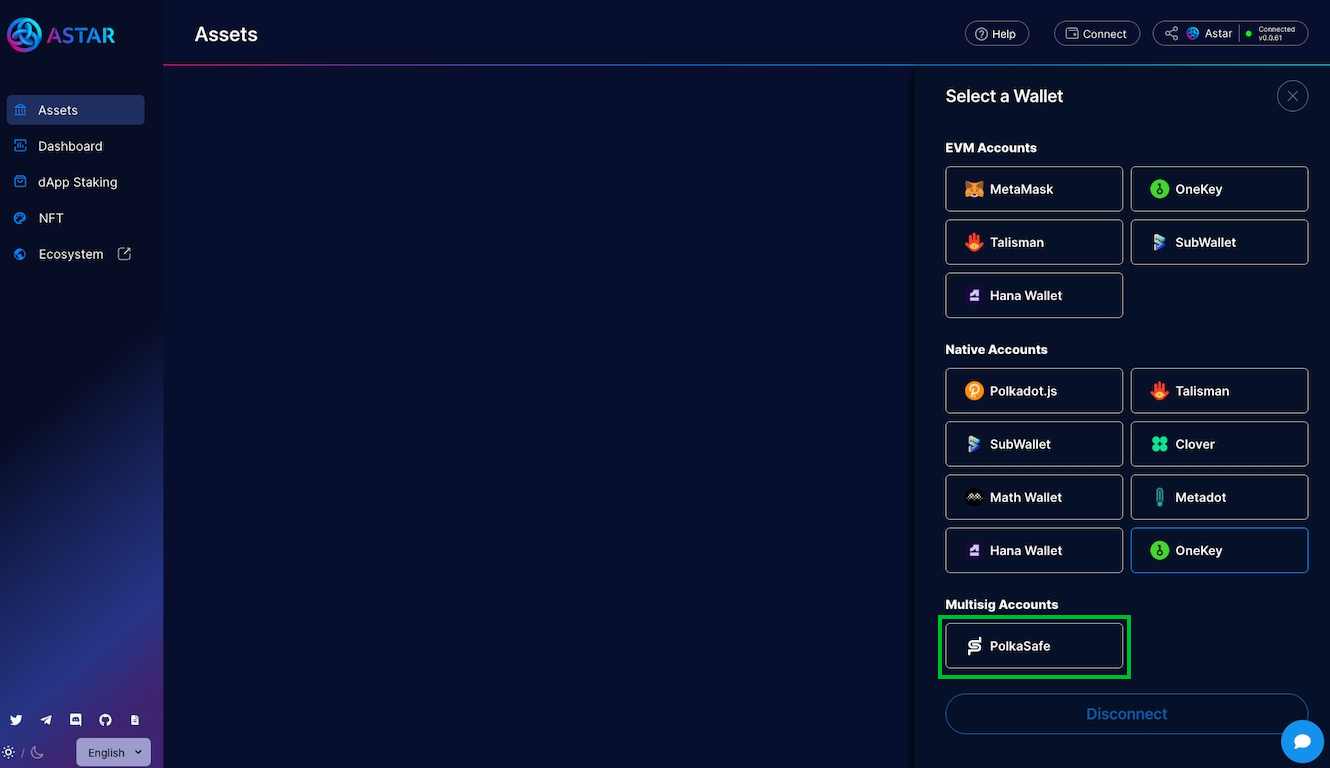 ASTAR
Assets
Help
Connect
Astar
Connected
v0.0.61
Assets
Dashboard
dApp Staking
NFT
Ecosystem
English
Select a Wallet
EVM Accounts
MetaMask
OneKey
Talisman
SubWallet
Hana Wallet
Native Accounts
Polkadot.js
Talisman
SubWallet
Clover
Math Wallet
Metadot
Hana Wallet
OneKey
Multisig Accounts
PolkaSafe
Disconnect